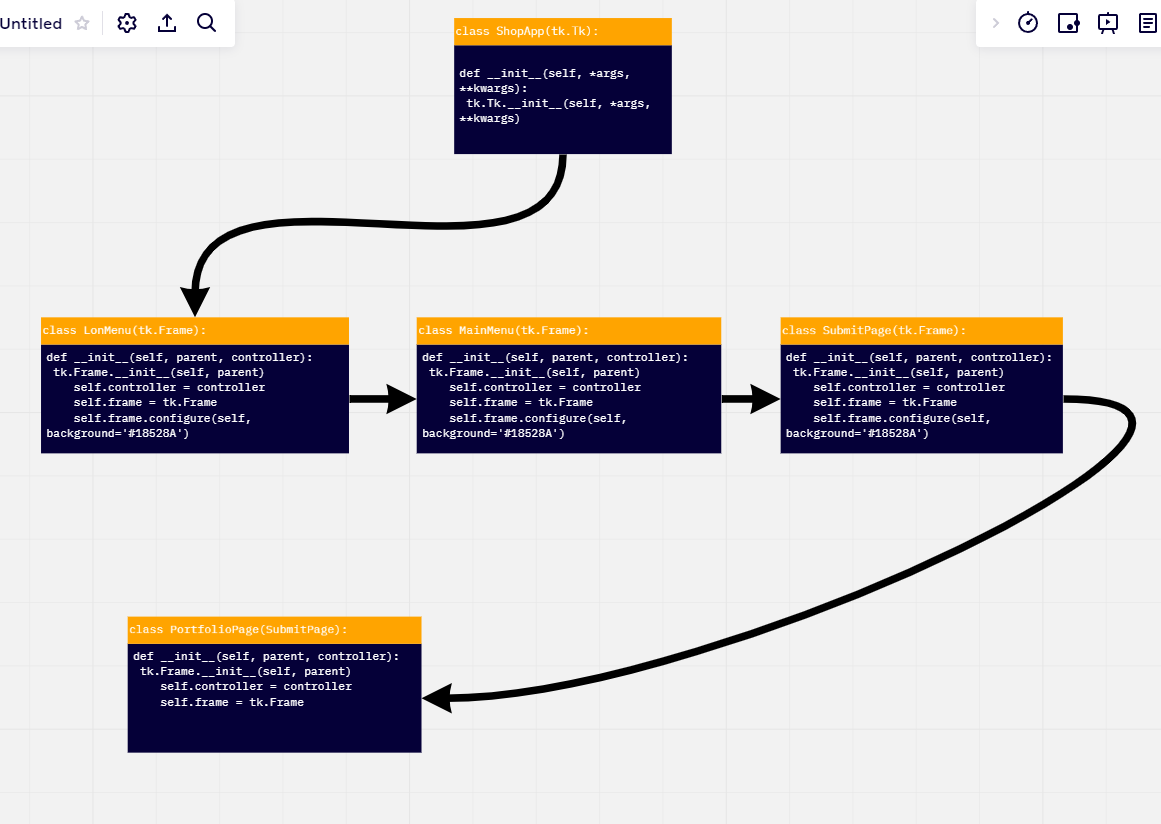 Untitled
class ShopApp(tk.Tk):
def __init__(self, *args,
**kwargs):
tk.Tk.__init__(self, *args,
**kwargs)
class LonMenu(tk.Frame):
def __init__(self, parent, controller):
tk.Frame.__init__(self, parent)
self.controller = controller
self.frame = tk.Frame
self.frame.configure(self,
background='#18528A')
class MainMenu(tk.Frame):
def __init__(self, parent, controller):
tk.Frame.__init__(self, parent)
self.controller = controller
self.frame = tk.Frame
self.frame.configure(self,
background='#18528A')
class SubmitPage(tk.Frame):
def __init__(self, parent, controller):
tk.Frame.__init__(self, parent)
self.controller = controller
self.frame = tk.Frame
self.frame.configure(self,
background='#18528A')
class PortfolioPage(SubmitPage):
def __init__(self, parent, controller):
tk.Frame.__init__(self, parent)
self.controller = controller
self.frame = tk.Frame